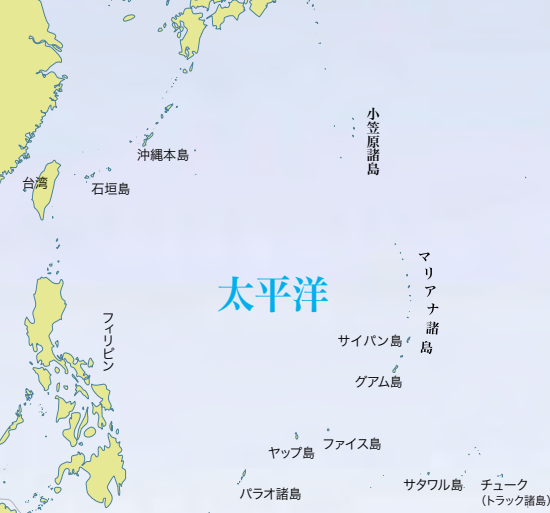 小笠原諸島
沖縄本島
台湾
石垣島
マリアナ諸島
太平洋
フィリピン
サイパン島
グアム島
ファイス島
ヤップ島
サタワル島
チューク
(トラック諸島)
パラオ諸島